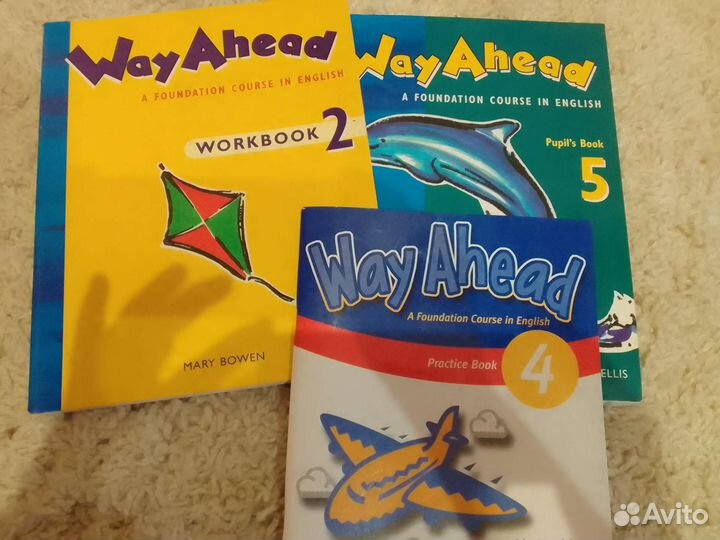 Way Ahead
A FOUNDATION COURSE IN ENGLISH
WORKBOOK 2
MARY BOWEN
Way Ahead
A FOUNDATION COURSE IN ENGLISH
Pupil's Book
5
ELLIS
Way Ahead
A Foundation Course in English
Practice Book 4
Avito